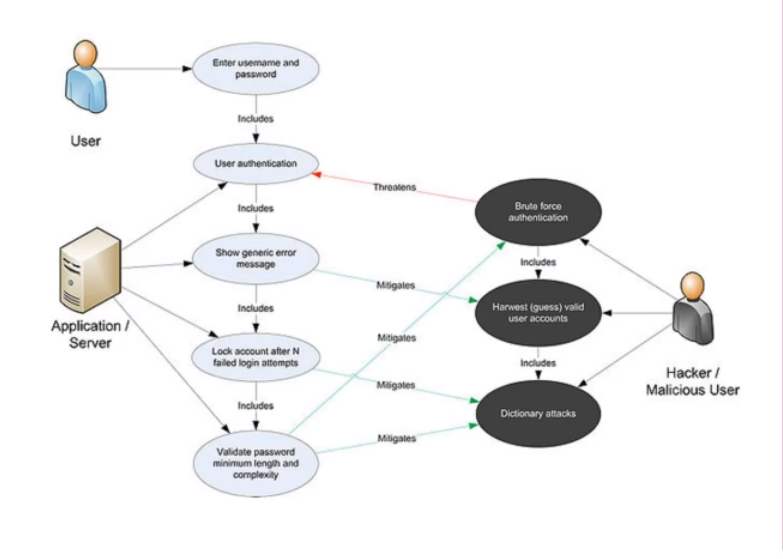 Enter username and
password
User
Includes
User authentication
Threatens
Includes
Brute force
authentication
Show generic error
message
Includes
Mitigates
Harwest (guess) valid
user accounts
Application /
Server
Includes
Mitigates
Lock account after N
failed login attempts
Includes
Hacker /
Malicious User
Mitigates
Includes
Dictionary attacks
Mitigates
Validate password
minimum length and
complexity